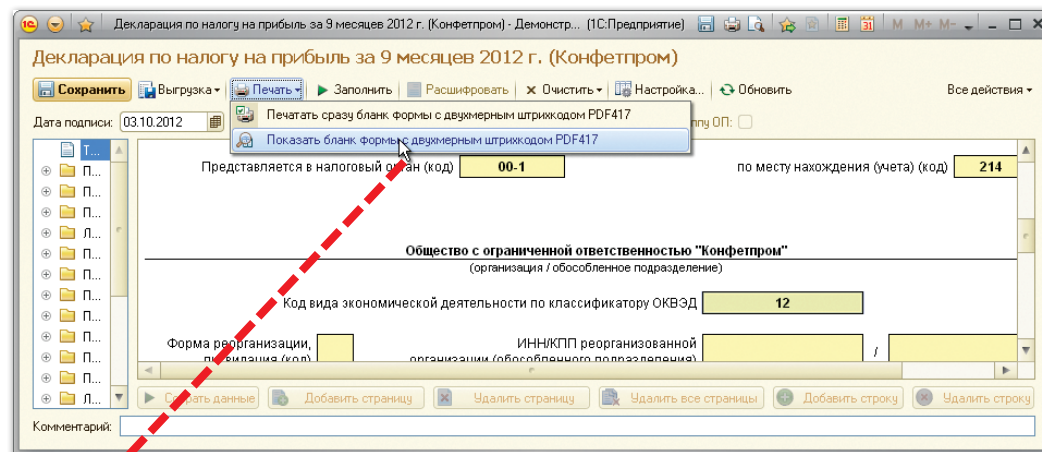 Декларация по налогу на прибыль за 9 месяцев 2012 г. (Конфетпром) - Демонстр... (1С:Предприятие) M M+ M-
Декларация по налогу на прибыль за 9 месяцев 2012 г. (Конфетпром)
Сохранить Выгрузка Печать Заполнить Расшифровать Очистить Настройка... Обновить Все действия
Дата подписи: 03.10.2012 ОП:
Печатать сразу бланк формы с двухмерным штрихкодом PDF417
Показать бланк формы с двухмерным штрихкодом PDF417
Т...
П...
П...
Л...
П...
П...
П...
П...
П...
П...
П...
Л...
Представляется в налоговый орган (код) 00-1 по месту нахождения (учета) (код) 214
Общество с ограниченной ответственностью "Конфетпром"
(организация / обособленное подразделение)
Код вида экономической деятельности по классификатору ОКВЭД 12
Форма реорганизации, ИНН/КПП реорганизованной
ликвидация (код) организации (обособленного подразделения) /
Собрать данные Добавить страницу Удалить страницу Удалить все страницы Добавить строку Удалить строку
Комментарий: